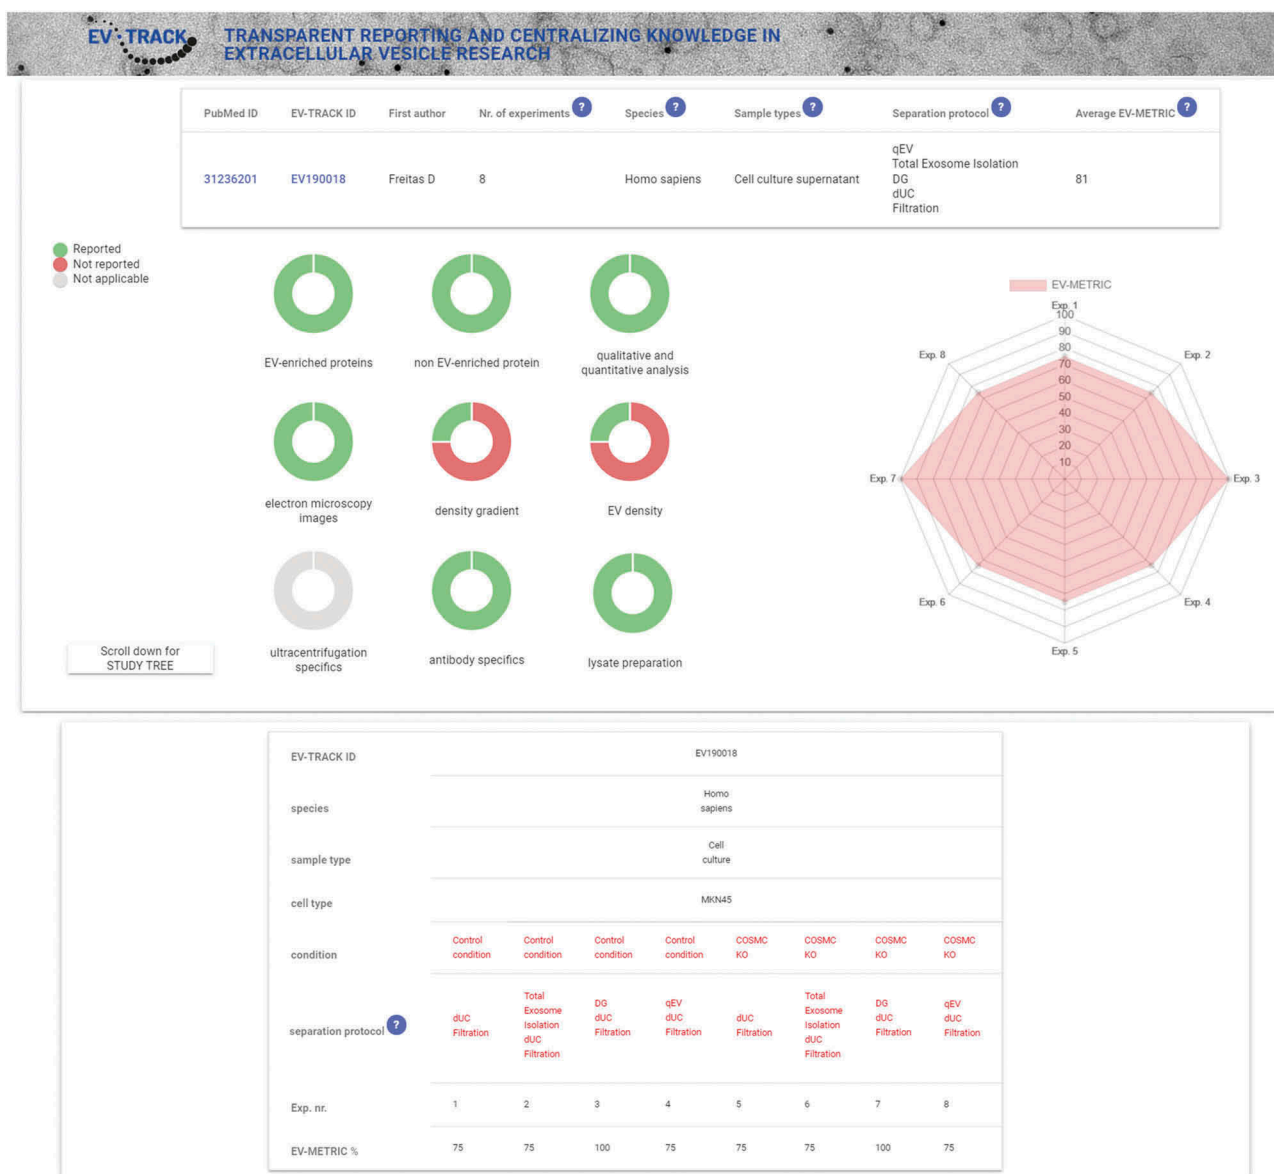 EV TRACK
TRANSPARENT REPORTING AND CENTRALIZING KNOWLEDGE IN
EXTRACELLULAR VESICLE RESEARCH
PubMed ID EV-TRACK ID First author Nr. of experiments ? Species ? Sample types ? Separation protocol ? Average EV-METRIC ?
31236201 EV190018 Freitas D 8 Homo sapiens Cell culture supernatant
qEV
Total Exosome Isolation
DG
dUC
Filtration
81
Reported
Not reported
Not applicable
EV-enriched proteins
non EV-enriched protein
qualitative and
quantitative analysis
electron microscopy
images
density gradient
EV density
ultracentrifugation
specifics
antibody specifics
lysate preparation
Scroll down for
STUDY TREE
EV-METRIC
Exp. 1
100
90
80
70
60
50
40
30
20
10
Exp. 2
Exp. 3
Exp. 4
Exp. 5
Exp. 6
Exp. 7
Exp. 8
EV-TRACK ID EV190018
species
Homo
sapiens
sample type
Cell
culture
cell type MKN45
condition
Control Control Control Control COSMC COSMC COSMC COSMC
condition condition condition condition KO KO KO KO
separation protocol ?
dUC
Filtration
Total
Exosome
Isolation
dUC
Filtration
DG
dUC
Filtration
qEV
dUC
Filtration
dUC
Filtration
Total
Exosome
Isolation
dUC
Filtration
DG
dUC
Filtration
qEV
dUC
Filtration
Exp. nr. 1 2 3 4 5 6 7 8
EV-METRIC % 75 75 100 75 75 75 100 75